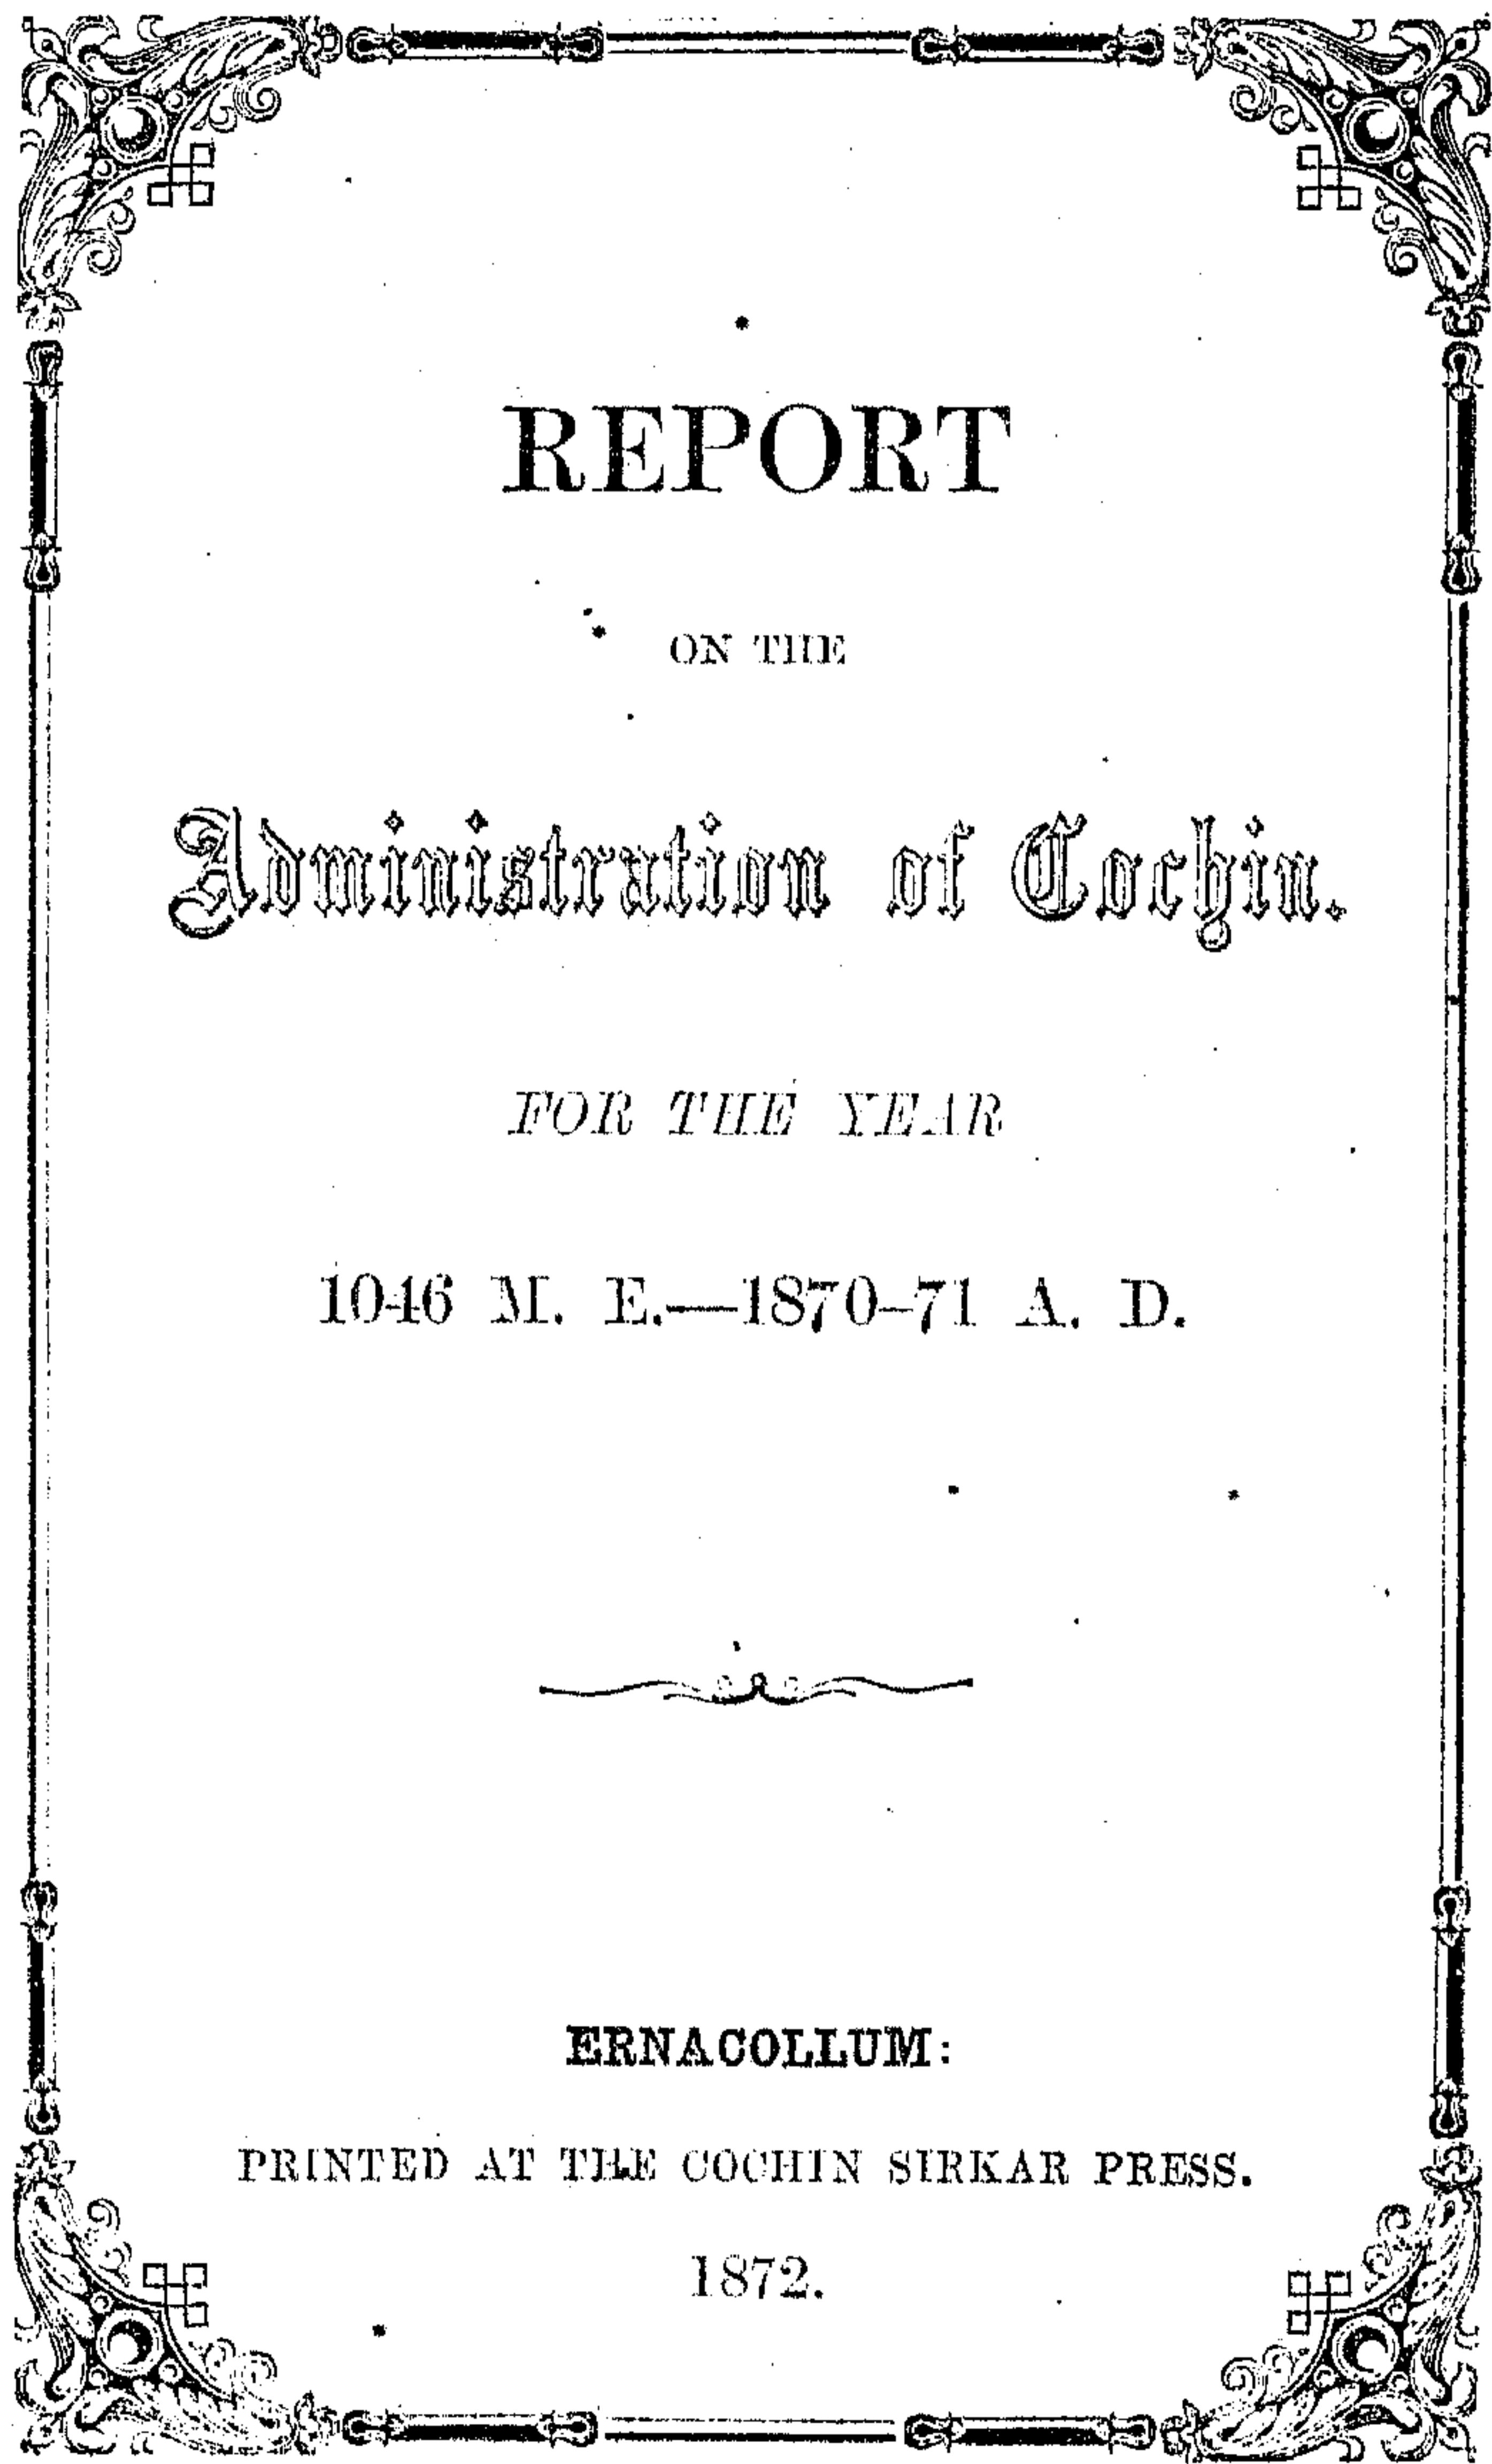 REPORT
ON THE
Administration of Cochin.
FOR THE YEAR
1046 M. E.—1870-71 A. D.
ERNACOLLUM:
PRINTED AT THE COCHIN SIRKAR PRESS.
1872.